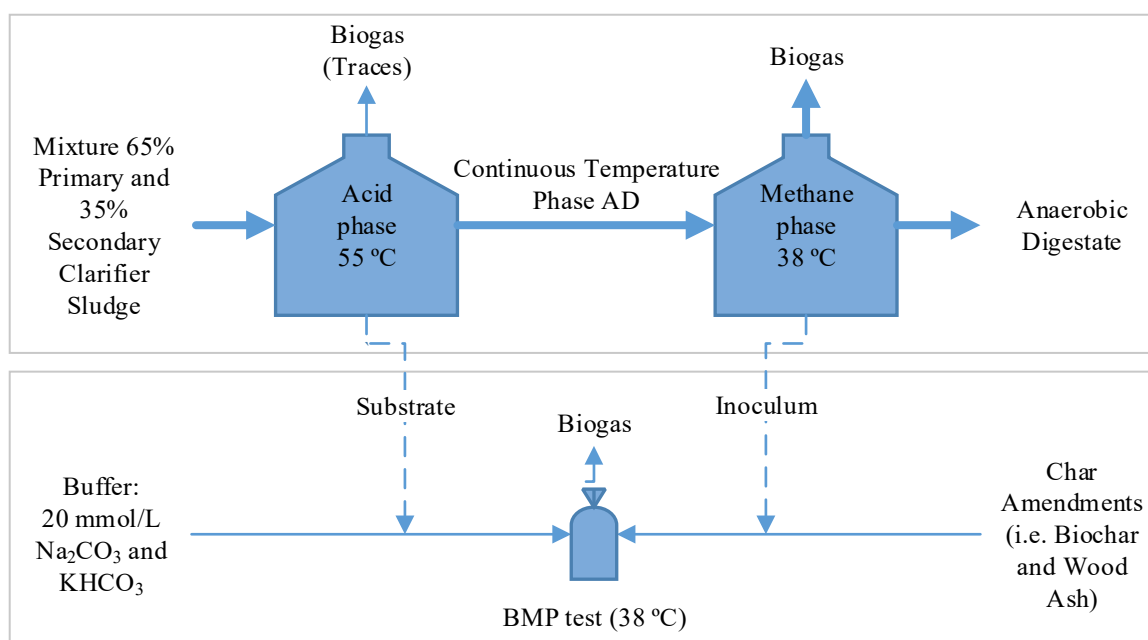 Biogas
(Traces)
Biogas
Mixture 65%
Primary and
35%
Secondary
Clarifier
Sludge
Acid
phase
55 ºC
Continuous Temperature
Phase AD
Methane
phase
38 ºC
Anaerobic
Digestate
Substrate
Inoculum
Biogas
Buffer:
20 mmol/L
Na₂CO₃ and
KHCO₃
Char
Amendments
(i.e. Biochar
and Wood
Ash)
BMP test (38 ºC)